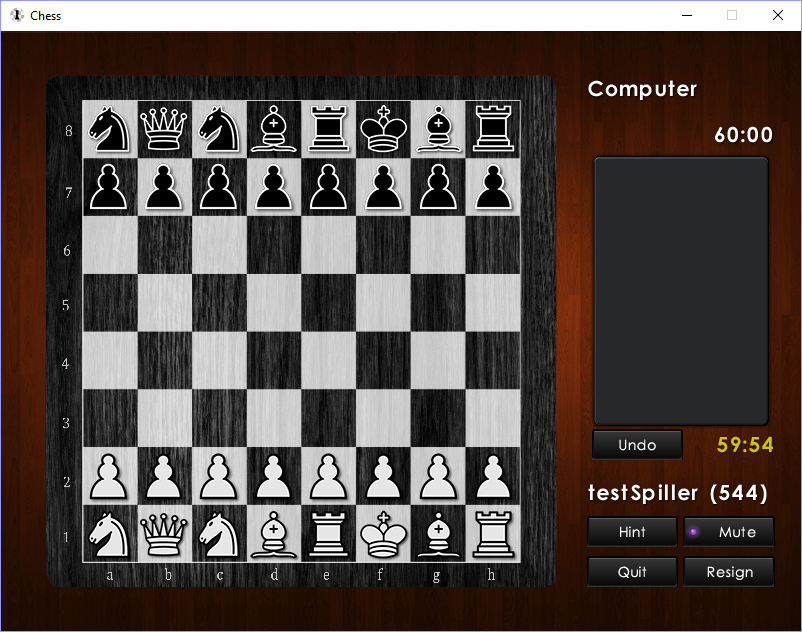 Chess
Computer
60:00
8
7
6
5
4
3
2
1
a b c d e f g h
Undo
59:54
testSpiller (544)
Hint
Mute
Quit
Resign